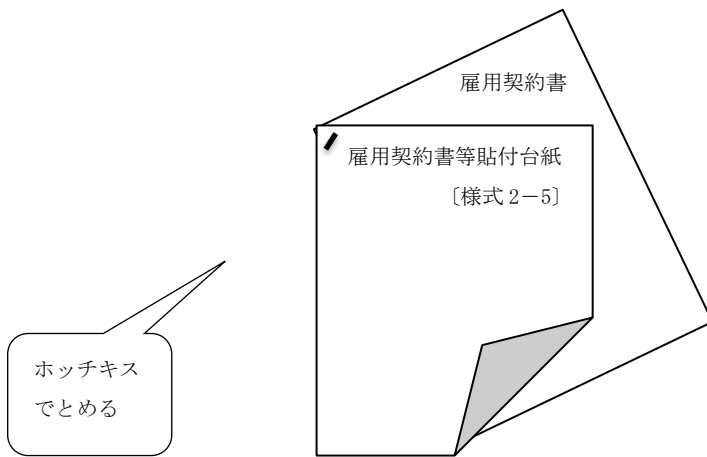 雇用契約書
雇用契約書等貼付台紙
〔様式 2－5〕
ホッチキス
でとめる